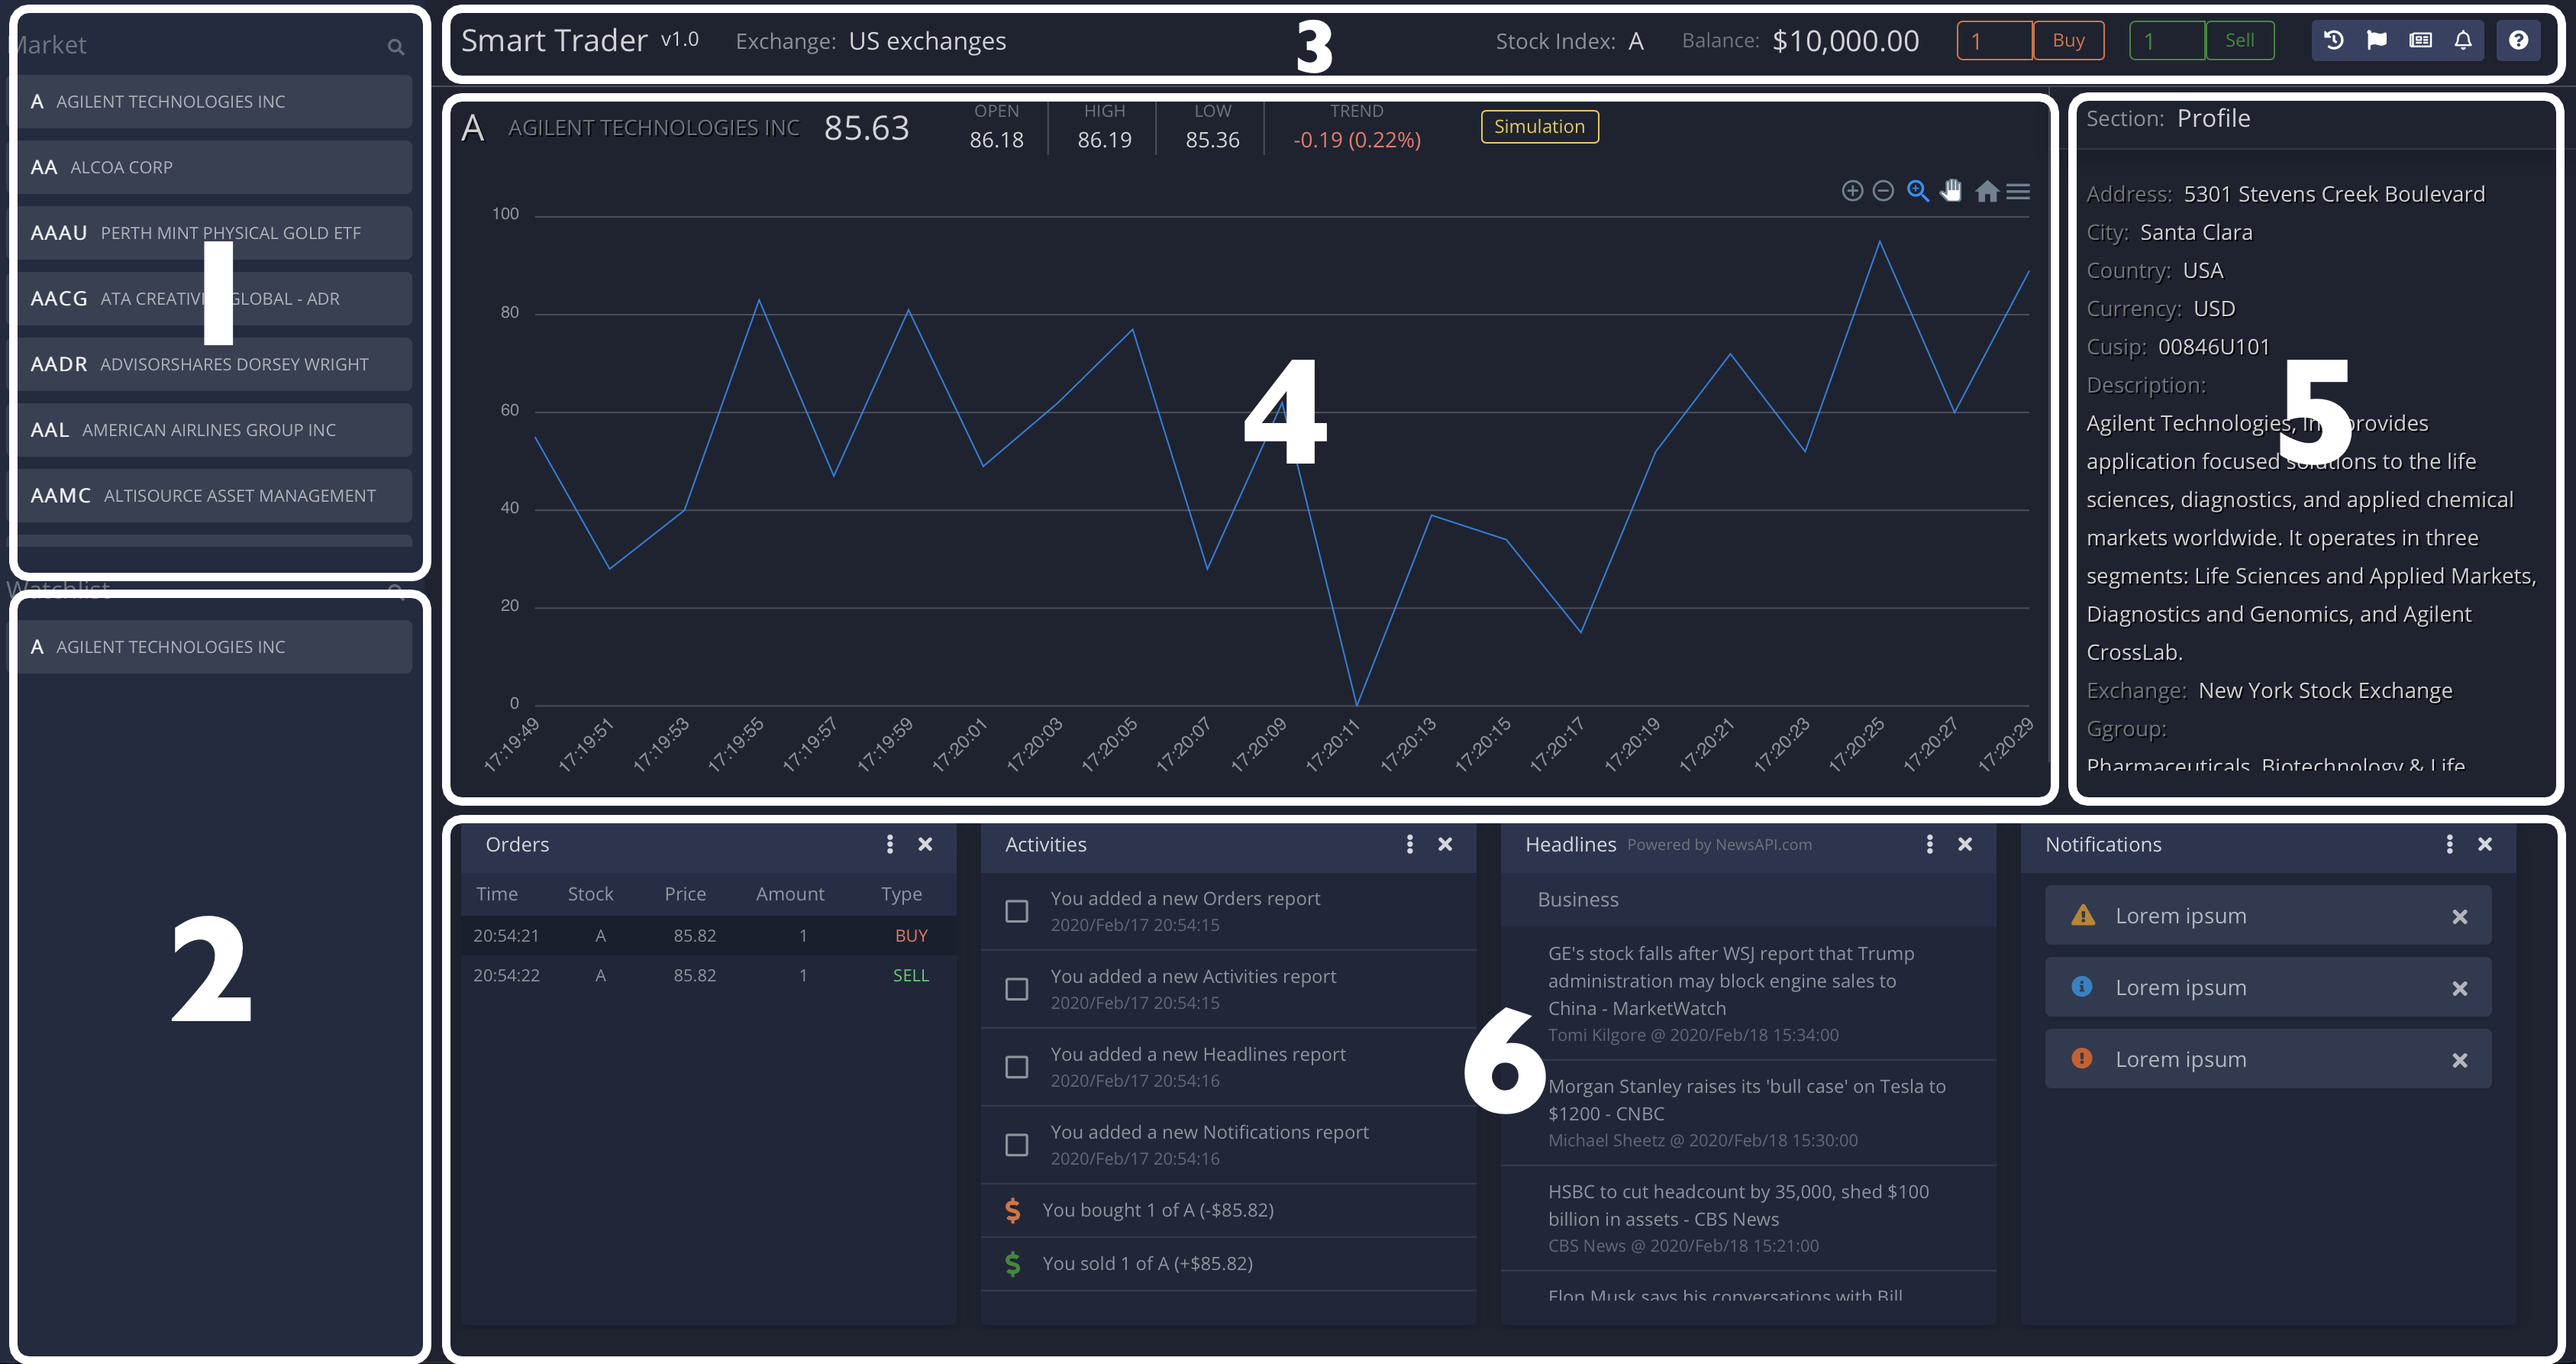 Market
A AGILENT TECHNOLOGIES INC
AA ALCOA CORP
AAAU PERTH MINT PHYSICAL GOLD ETF
AACG ATA CREATIVI GLOBAL - ADR
AADR ADVISORSHARES DORSEY WRIGHT
AAL AMERICAN AIRLINES GROUP INC
AAMC ALTISOURCE ASSET MANAGEMENT
1
Watchlist
A AGILENT TECHNOLOGIES INC
2
Smart Trader v1.0 Exchange: US exchanges
3
Stock Index: A Balance: $10,000.00 1 Buy 1 Sell
A AGILENT TECHNOLOGIES INC 85.63
OPEN
86.18
HIGH
86.19
LOW
85.36
TREND
-0.19 (0.22%)
Simulation
100
80
60
40
20
0
17:19:49
17:19:51
17:19:53
17:19:55
17:19:57
17:19:59
17:20:01
17:20:03
17:20:05
17:20:07
17:20:09
17:20:11
17:20:13
17:20:15
17:20:17
17:20:19
17:20:21
17:20:23
17:20:25
17:20:27
17:20:29
4
Section: Profile
Address: 5301 Stevens Creek Boulevard
City: Santa Clara
Country: USA
Currency: USD
Cusip: 00846U101
Description:
Agilent Technologies, provides
application focused solutions to the life
sciences, diagnostics, and applied chemical
markets worldwide. It operates in three
segments: Life Sciences and Applied Markets,
Diagnostics and Genomics, and Agilent
CrossLab.
Exchange: New York Stock Exchange
Ggroup:
Pharmaceuticals, Biotechnology & Life
5
Orders
Time Stock Price Amount Type
20:54:21 A 85.82 1 BUY
20:54:22 A 85.82 1 SELL
Activities
You added a new Orders report
2020/Feb/17 20:54:15
You added a new Activities report
2020/Feb/17 20:54:15
You added a new Headlines report
2020/Feb/17 20:54:16
You added a new Notifications report
2020/Feb/17 20:54:16
You bought 1 of A (-$85.82)
You sold 1 of A (+$85.82)
6
Headlines Powered by NewsAPI.com
Business
GE's stock falls after WSJ report that Trump
administration may block engine sales to
China - MarketWatch
Tomi Kilgore @ 2020/Feb/18 15:34:00
Morgan Stanley raises its 'bull case' on Tesla to
$1200 - CNBC
Michael Sheetz @ 2020/Feb/18 15:30:00
HSBC to cut headcount by 35,000, shed $100
billion in assets - CBS News
CBS News @ 2020/Feb/18 15:21:00
Elon Musk says his conversations with Bill
Notifications
Lorem ipsum
Lorem ipsum
Lorem ipsum